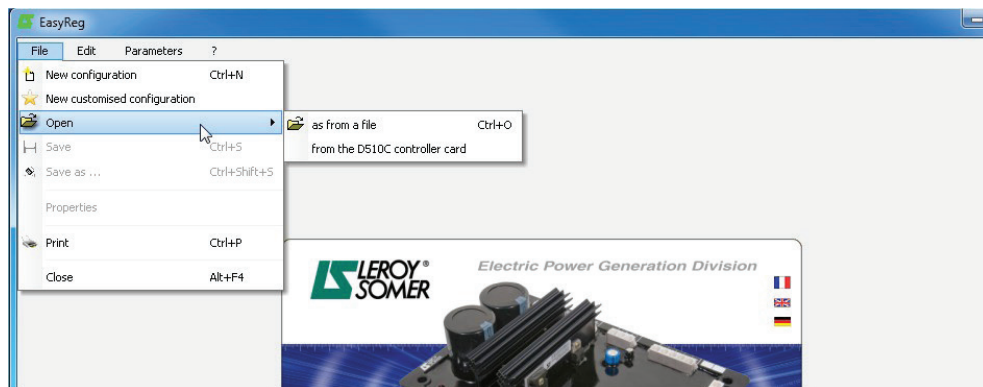 EasyReg
File Edit Parameters ?
New configuration Ctrl+N
New customised configuration
Open
as from a file Ctrl+O
from the D510C controller card
Save Ctrl+S
Save as ... Ctrl+Shift+S
Properties
Print Ctrl+P
Close Alt+F4
LS LEROY®
SOMER
Electric Power Generation Division